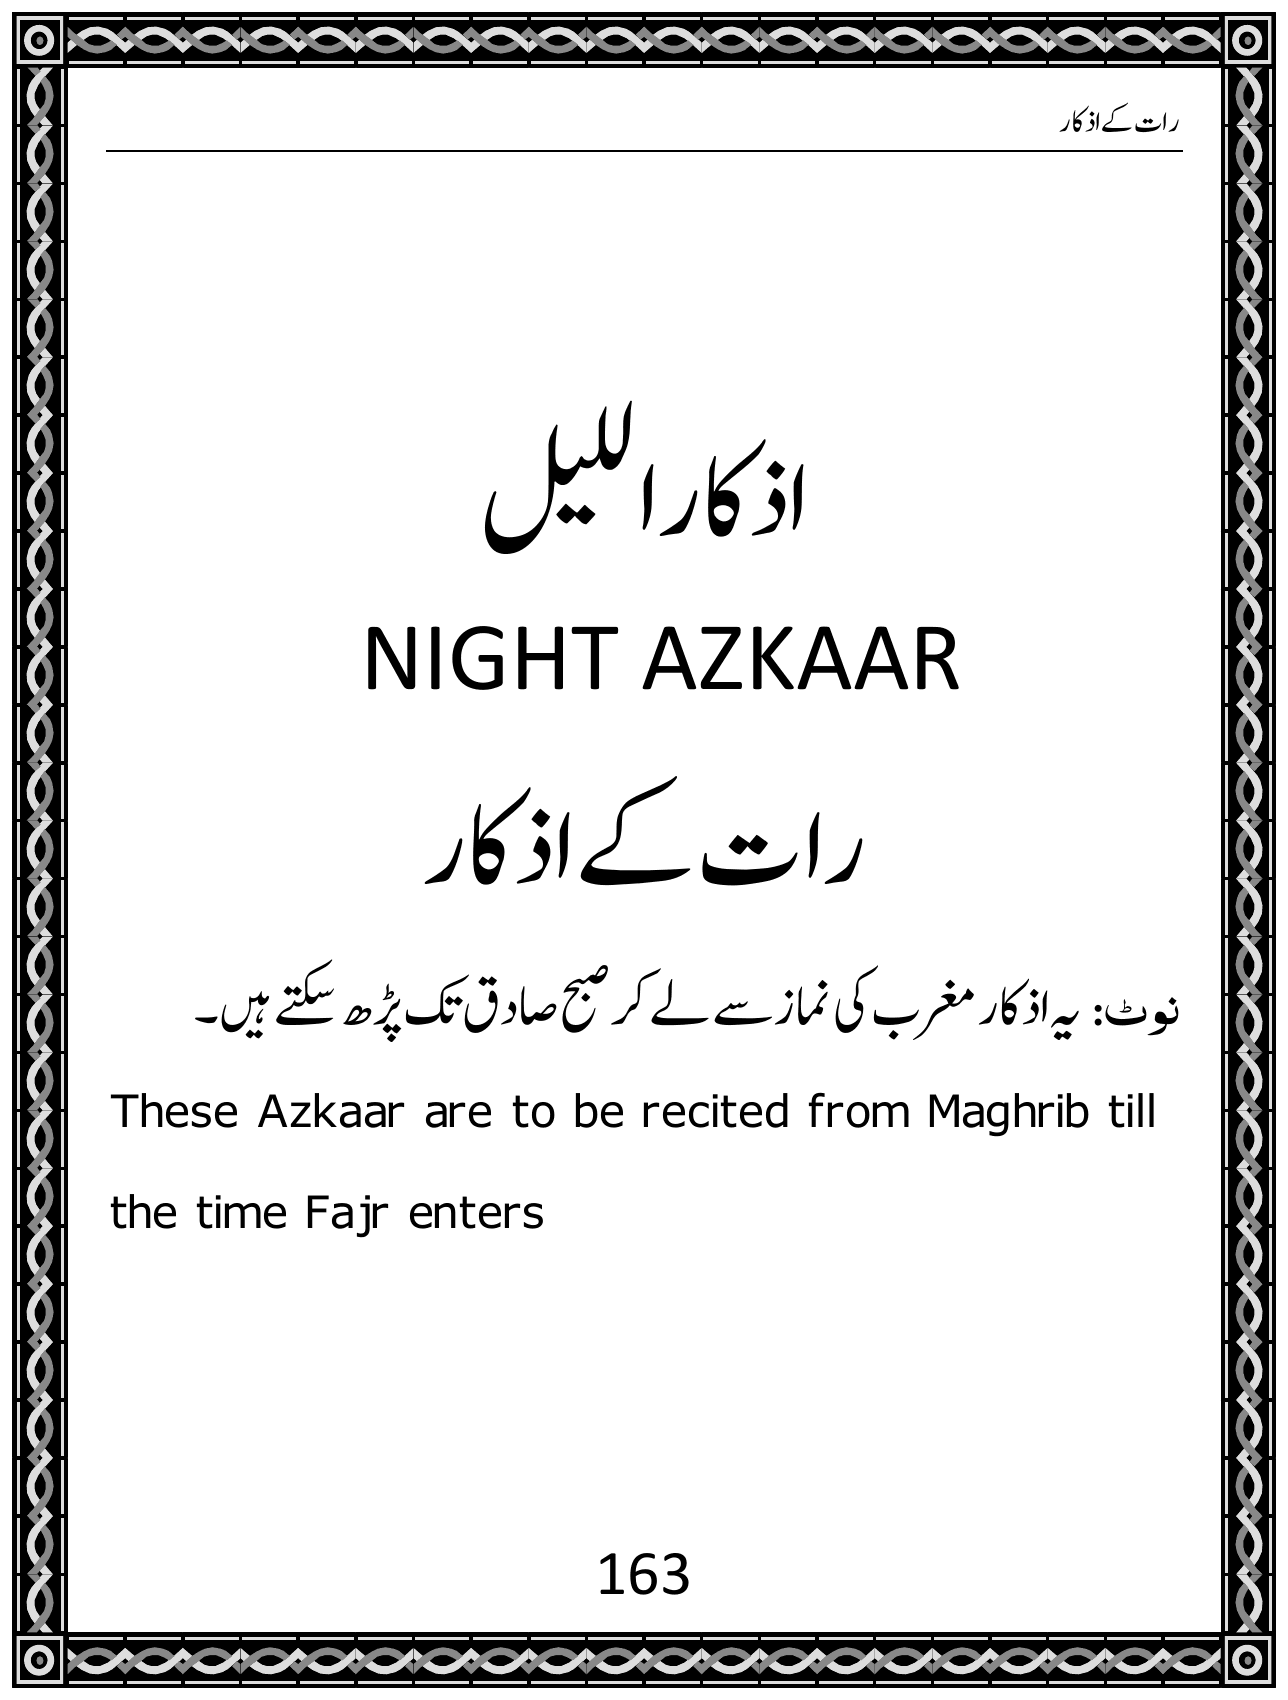 رات کے اذکار
اذکار اللیل
NIGHT AZKAAR
رات کے اذکار
نوٹ: یہ اذکار مغرب کی نماز سے لے کر صبح صادق تک پڑھ سکتے ہیں۔
These Azkaar are to be recited from Maghrib till
the time Fajr enters
163